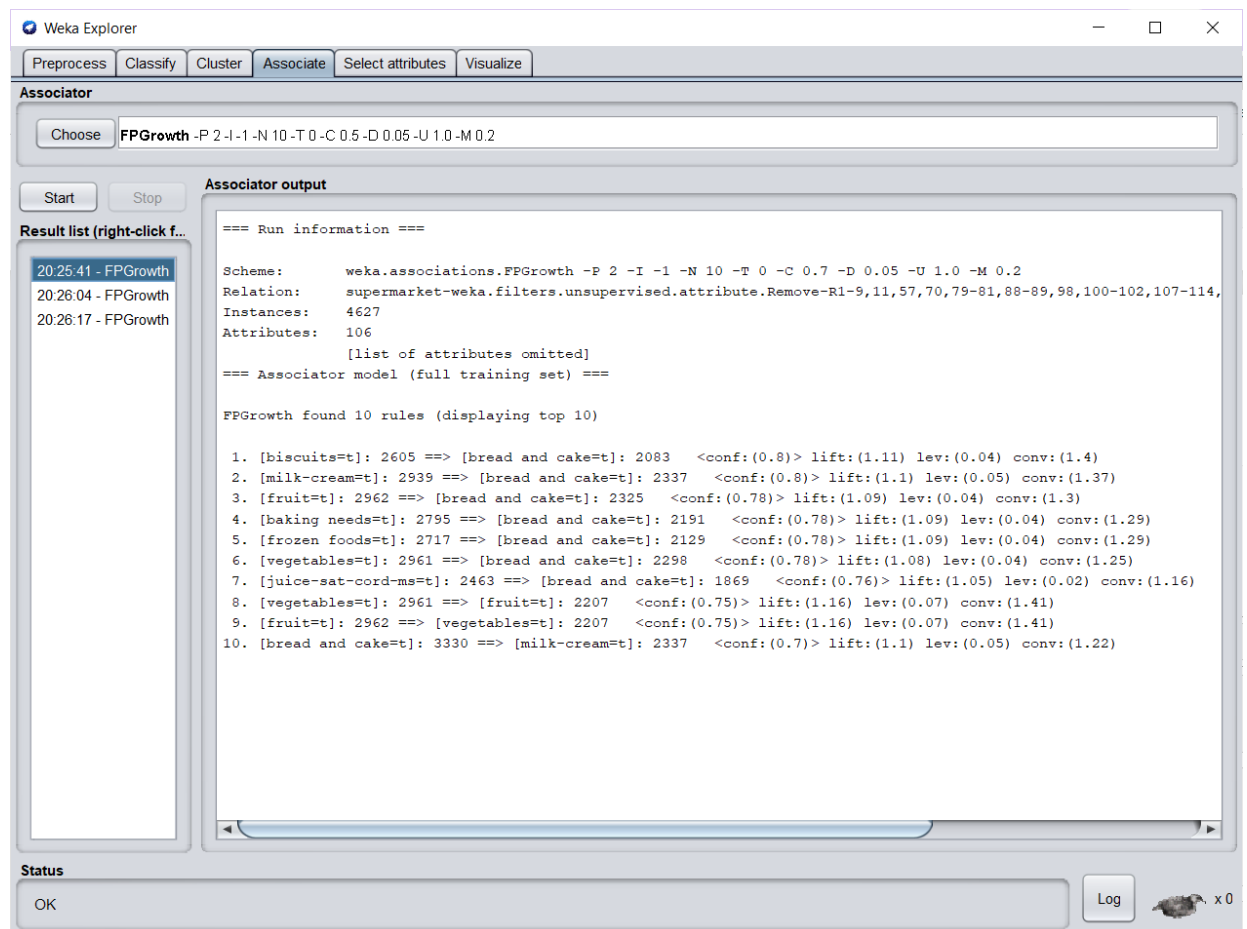 Weka Explorer
Preprocess Classify Cluster Associate Select attributes Visualize
Associator
Choose FPGrowth -P 2 -I -1 -N 10 -T 0 -C 0.5 -D 0.05 -U 1.0 -M 0.2
Start Stop
Result list (right-click f...
20:25:41 - FPGrowth
20:26:04 - FPGrowth
20:26:17 - FPGrowth
Associator output
=== Run information ===
Scheme: weka.associations.FPGrowth -P 2 -I -1 -N 10 -T 0 -C 0.7 -D 0.05 -U 1.0 -M 0.2
Relation: supermarket-weka.filters.unsupervised.attribute.Remove-R1-9,11,57,70,79-81,88-89,98,100-102,107-114,
Instances: 4627
Attributes: 106
[list of attributes omitted]
=== Associator model (full training set) ===
FPGrowth found 10 rules (displaying top 10)
1. [biscuits=t]: 2605 ==> [bread and cake=t]: 2083 <conf:(0.8)> lift:(1.11) lev:(0.04) conv:(1.4)
2. [milk-cream=t]: 2939 ==> [bread and cake=t]: 2337 <conf:(0.8)> lift:(1.1) lev:(0.05) conv:(1.37)
3. [fruit=t]: 2962 ==> [bread and cake=t]: 2325 <conf:(0.78)> lift:(1.09) lev:(0.04) conv:(1.3)
4. [baking needs=t]: 2795 ==> [bread and cake=t]: 2191 <conf:(0.78)> lift:(1.09) lev:(0.04) conv:(1.29)
5. [frozen foods=t]: 2717 ==> [bread and cake=t]: 2129 <conf:(0.78)> lift:(1.09) lev:(0.04) conv:(1.29)
6. [vegetables=t]: 2961 ==> [bread and cake=t]: 2298 <conf:(0.78)> lift:(1.08) lev:(0.04) conv:(1.25)
7. [juice-sat-cord-ms=t]: 2463 ==> [bread and cake=t]: 1869 <conf:(0.76)> lift:(1.05) lev:(0.02) conv:(1.16)
8. [vegetables=t]: 2961 ==> [fruit=t]: 2207 <conf:(0.75)> lift:(1.16) lev:(0.07) conv:(1.41)
9. [fruit=t]: 2962 ==> [vegetables=t]: 2207 <conf:(0.75)> lift:(1.16) lev:(0.07) conv:(1.41)
10. [bread and cake=t]: 3330 ==> [milk-cream=t]: 2337 <conf:(0.7)> lift:(1.1) lev:(0.05) conv:(1.22)
Status
OK
Log
x 0